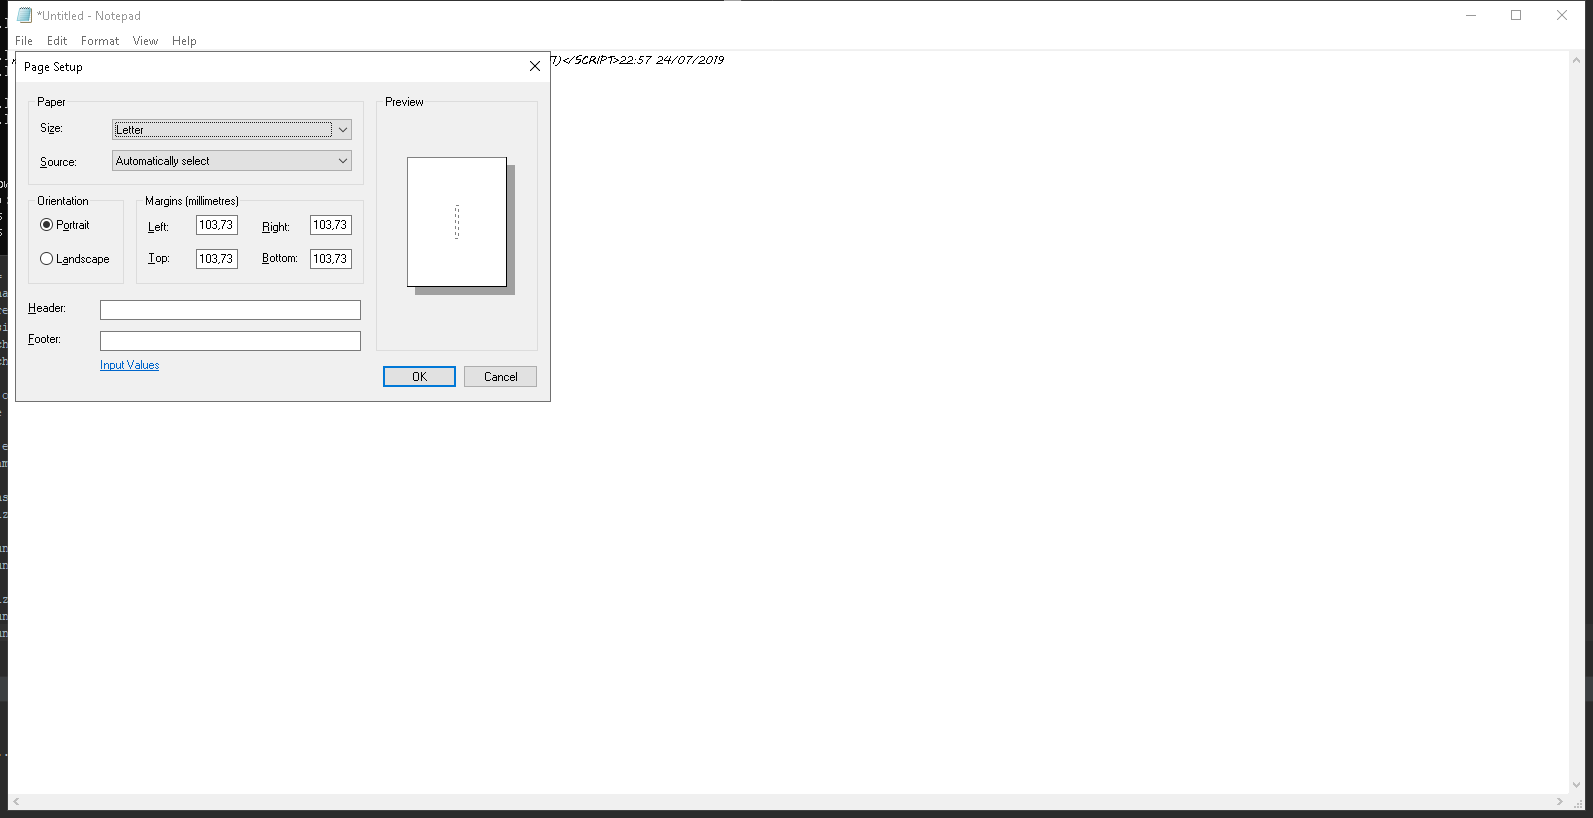 *Untitled - Notepad
File Edit Format View Help
)</SCRIPT>22:57 24/07/2019
Page Setup
Paper
Size: Letter
Source: Automatically select
Orientation
Portrait
Landscape
Margins (millimetres)
Left: 103,73 Right: 103,73
Top: 103,73 Bottom: 103,73
Header:
Footer:
Input Values
Preview
OK Cancel